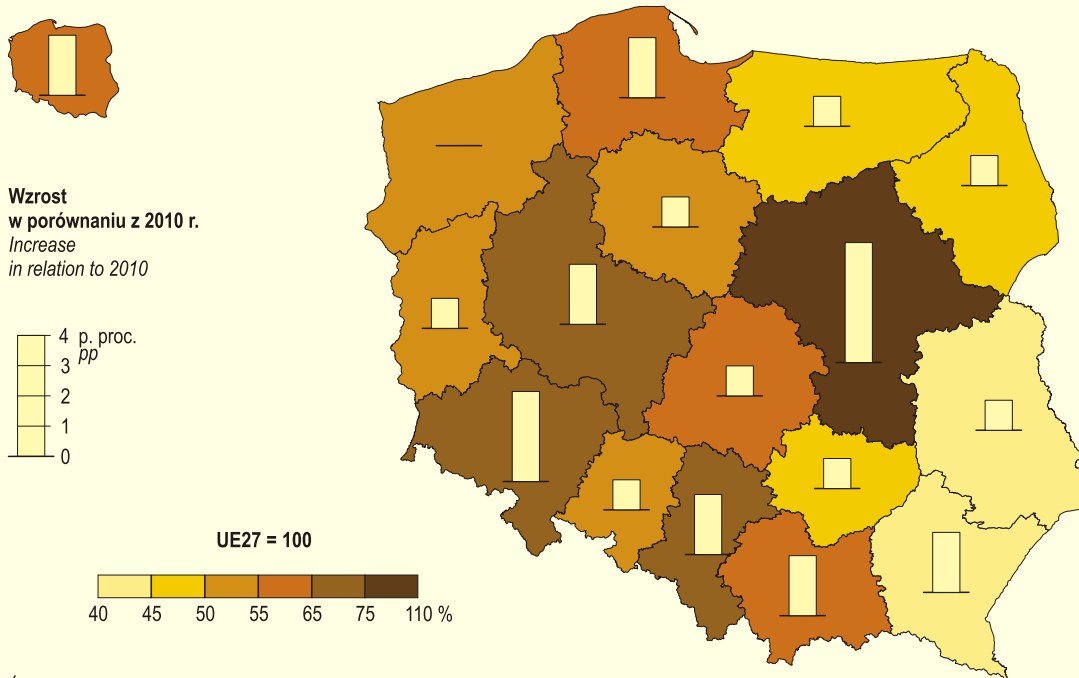 Wzrost
w porównaniu z 2010 r.
Increase
in relation to 2010
4 p. proc.
pp
3
2
1
0
UE27 = 100
40 45 50 55 65 75 110 %